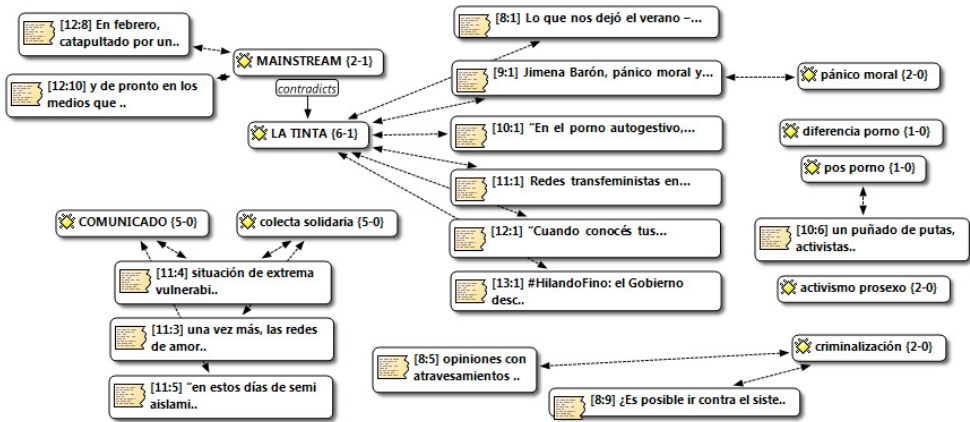 [12:8] En febrero,
catapultado por un..
MAINSTREAM {2-1}
[12:10] y de pronto en los
medios que ..
contradicts
LA TINTA {6-1}
[8:1] Lo que nos dejó el verano –...
[9:1] Jimena Barón, pánico moral y...
pánico moral {2-0}
[10:1] “En el porno autogestivo,...
diferencia porno {1-0}
pos porno {1-0}
[11:1] Redes transfeministas en...
[12:1] “Cuando conocés tus...
[10:6] un puñado de putas,
activistas..
[13:1] #HilandoFino: el Gobierno
desc..
activismo prosexo {2-0}
COMUNICADO {5-0}
colecta solidaria {5-0}
[11:4] situación de extrema
vulnerabi..
[11:3] una vez más, las redes
de amor..
[11:5] “en estos días de semi
aislami..
[8:5] opiniones con
atravesamientos ..
criminalización {2-0}
[8:9] ¿Es posible ir contra el siste..